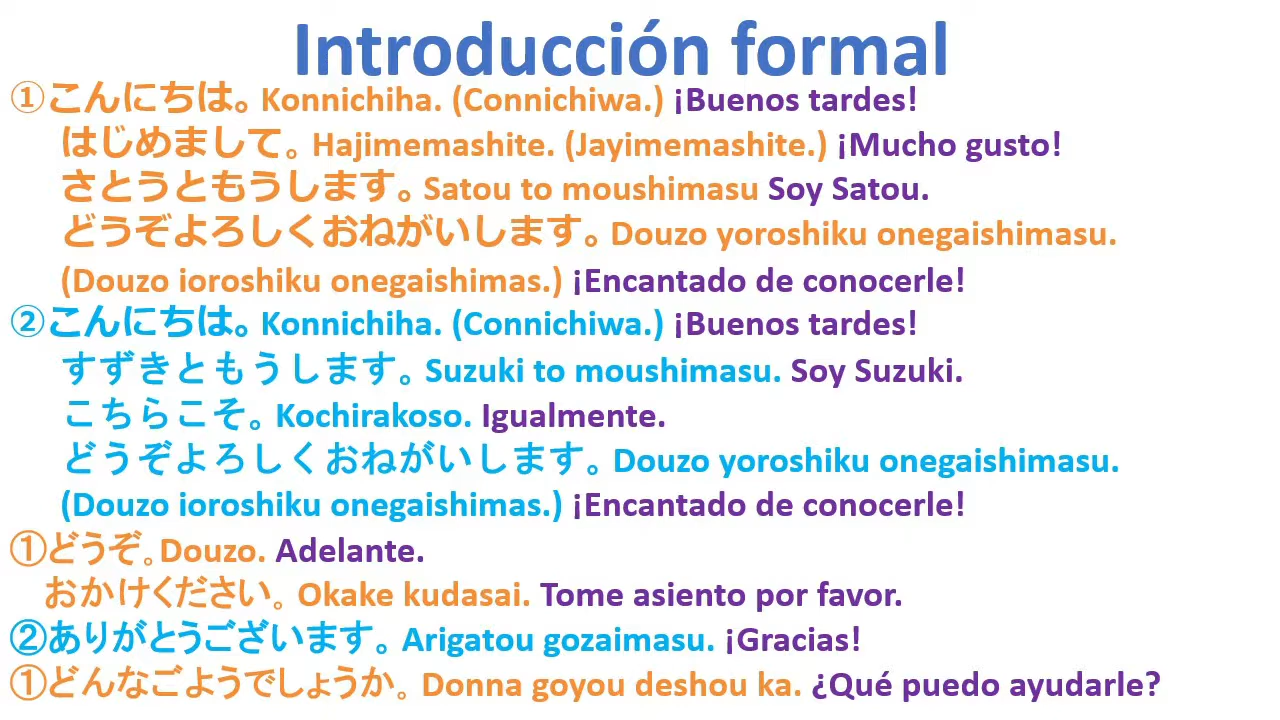 Introducción formal
①こんにちは。Konnichiha. (Connichiwa.) ¡Buenos tardes!
はじめまして。Hajimemashite. (Jayimemashite.) ¡Mucho gusto!
さとうともうします。Satou to moushimasu Soy Satou.
どうぞよろしくおねがいします。Douzo yoroshiku onegaishimasu.
(Douzo ioroshiku onegaishimas.) ¡Encantado de conocerle!
②こんにちは。Konnichiha. (Connichiwa.) ¡Buenos tardes!
すずきともうします。Suzuki to moushimasu. Soy Suzuki.
こちらこそ。Kochirakoso. Igualmente.
どうぞよろしくおねがいします。Douzo yoroshiku onegaishimasu.
(Douzo ioroshiku onegaishimas.) ¡Encantado de conocerle!
①どうぞ。Douzo. Adelante.
おかけください。Okake kudasai. Tome asiento por favor.
②ありがとうございます。Arigatou gozaimasu. ¡Gracias!
①どんなごようでしょうか。Donna goyou deshou ka. ¿Qué puedo ayudarle?